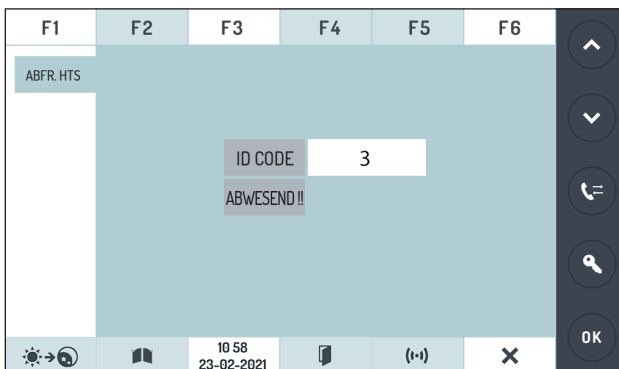 F1 F2 F3 F4 F5 F6
ABFR. HTS
ID CODE 3
ABWESEND !!
10 58
23-02-2021
OK